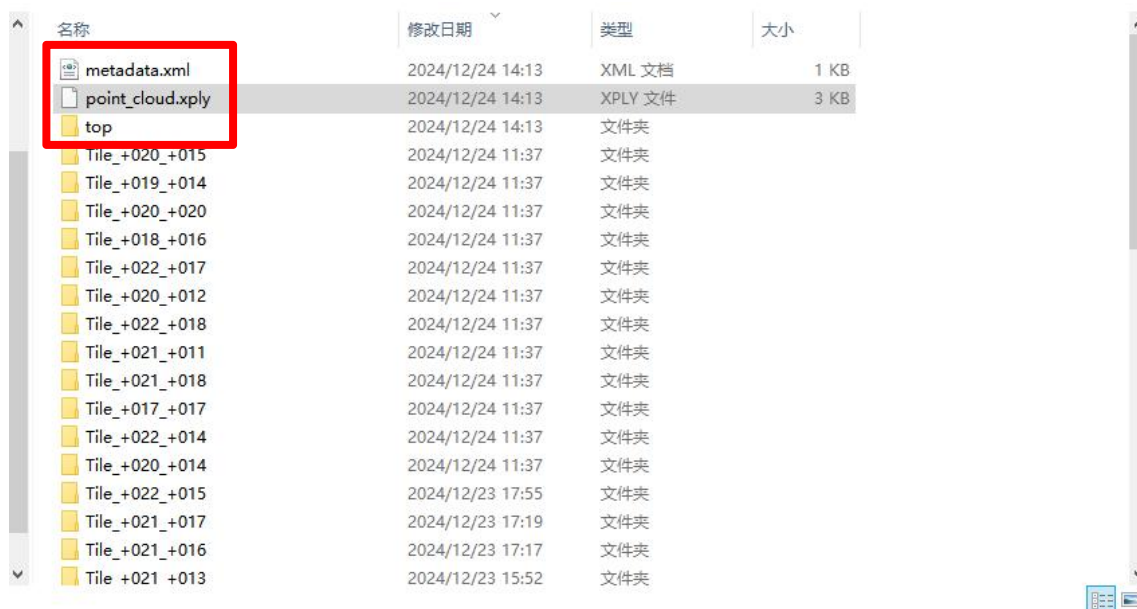 名称 修改日期 类型 大小
metadata.xml 2024/12/24 14:13 XML 文档 1 KB
point_cloud.xply 2024/12/24 14:13 XPLY 文件 3 KB
top 2024/12/24 14:13 文件夹
Tile_+020_+015 2024/12/24 11:37 文件夹
Tile_+019_+014 2024/12/24 11:37 文件夹
Tile_+020_+020 2024/12/24 11:37 文件夹
Tile_+018_+016 2024/12/24 11:37 文件夹
Tile_+022_+017 2024/12/24 11:37 文件夹
Tile_+020_+012 2024/12/24 11:37 文件夹
Tile_+022_+018 2024/12/24 11:37 文件夹
Tile_+021_+011 2024/12/24 11:37 文件夹
Tile_+021_+018 2024/12/24 11:37 文件夹
Tile_+017_+017 2024/12/24 11:37 文件夹
Tile_+022_+014 2024/12/24 11:37 文件夹
Tile_+020_+014 2024/12/24 11:37 文件夹
Tile_+022_+015 2024/12/23 17:55 文件夹
Tile_+021_+017 2024/12/23 17:19 文件夹
Tile_+021_+016 2024/12/23 17:17 文件夹
Tile_+021_+013 2024/12/23 15:52 文件夹